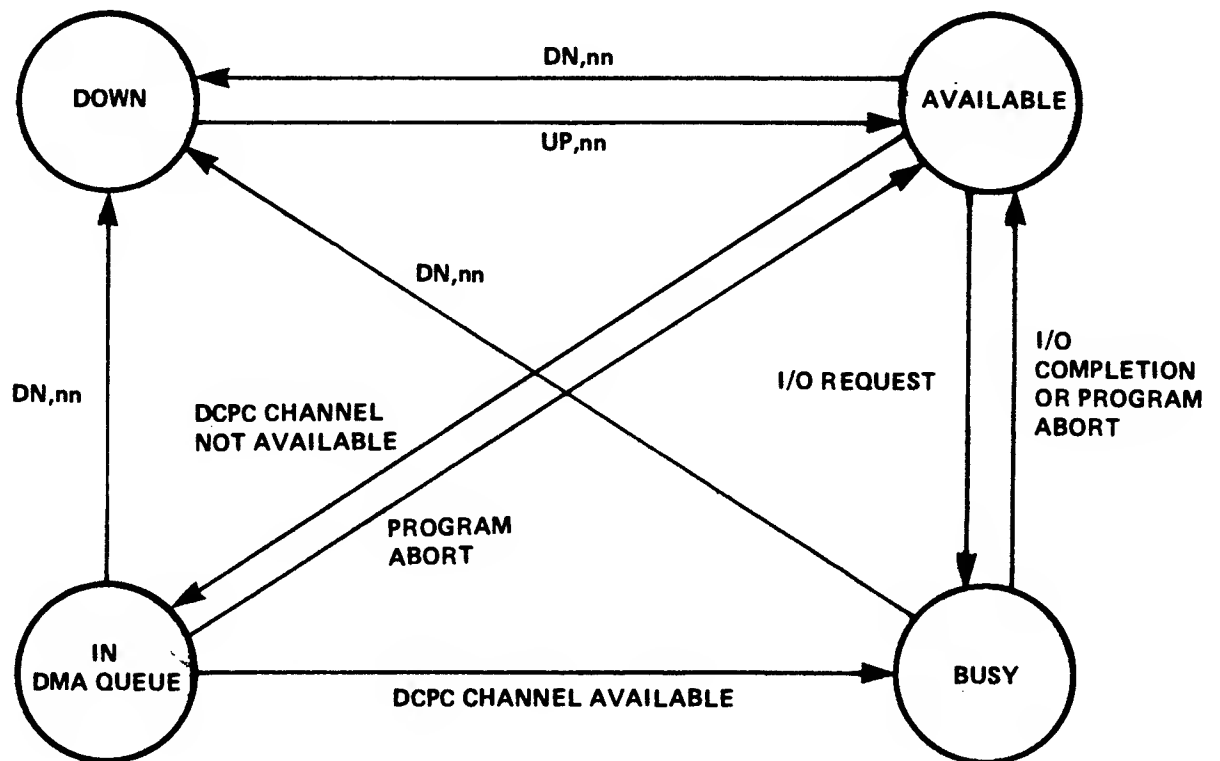 DN,nn
DOWN
AVAILABLE
UP,nn
DN,nn
I/O
COMPLETION
OR PROGRAM
ABORT
I/O REQUEST
DN,nn
DCPC CHANNEL
NOT AVAILABLE
PROGRAM
ABORT
IN
DMA QUEUE
BUSY
DCPC CHANNEL AVAILABLE